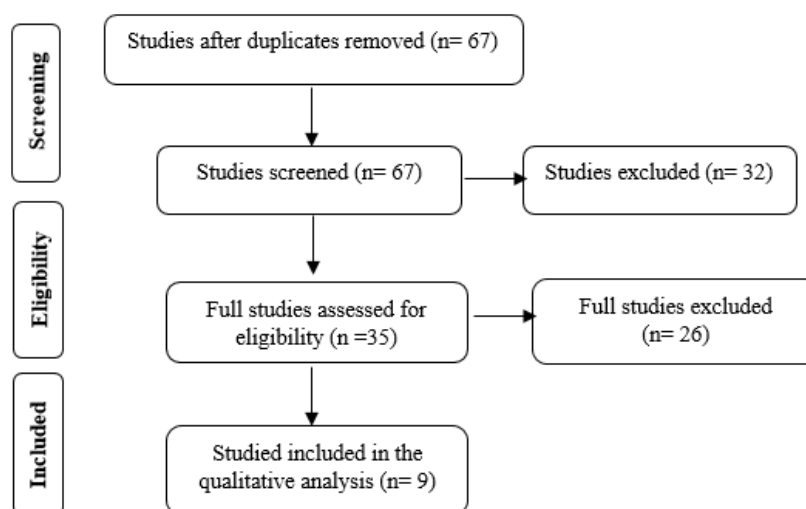 Screening
Studies after duplicates removed (n= 67)
Studies screened (n= 67)
Studies excluded (n= 32)
Eligibility
Full studies assessed for
eligibility (n =35)
Full studies excluded
(n= 26)
Included
Studied included in the
qualitative analysis (n= 9)